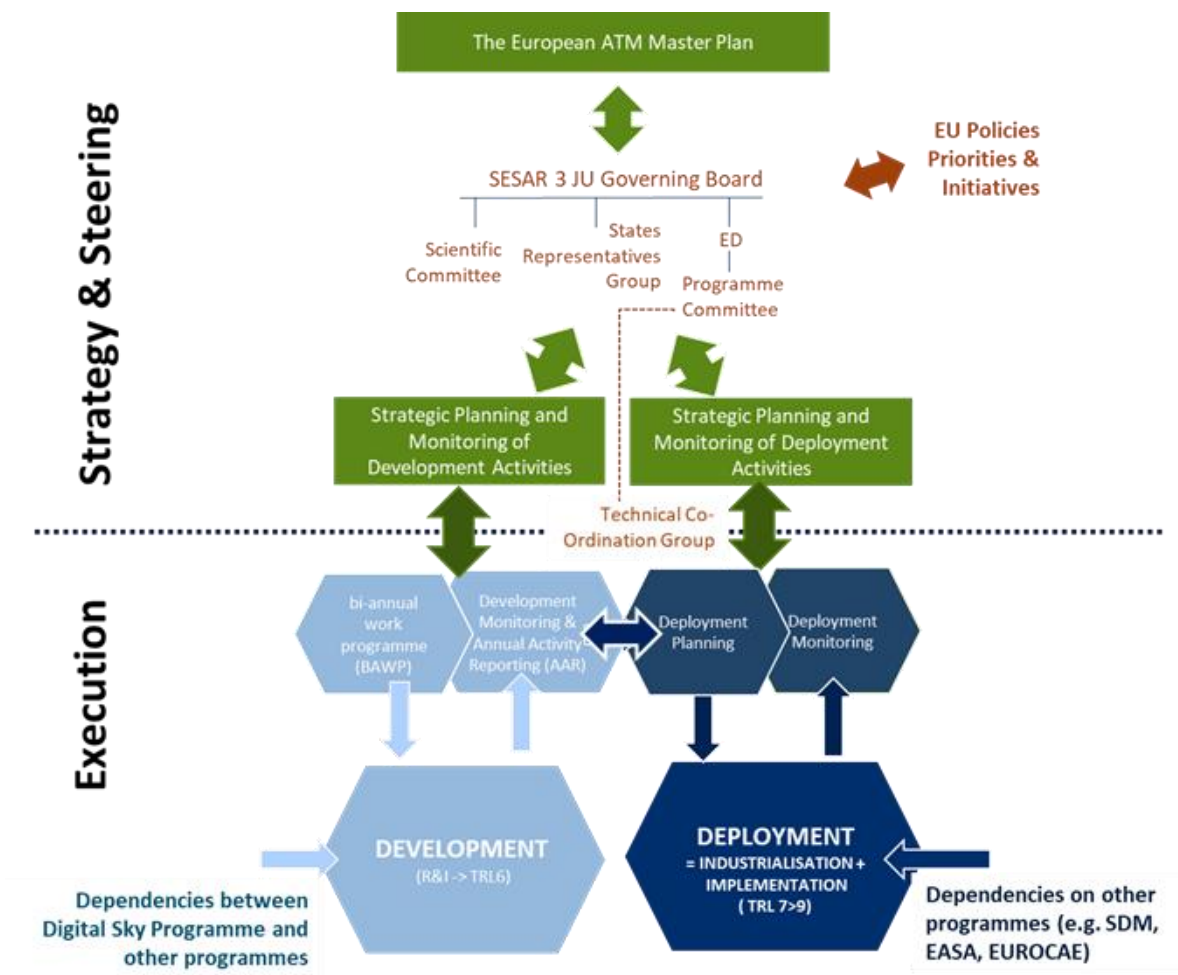 The European ATM Master Plan
Strategy & Steering
EU Policies
Priorities &
Initiatives
SESAR 3 JU Governing Board
Scientific
Committee
States
Representatives
Group
ED
Programme
Committee
Strategic Planning and
Monitoring of
Development Activities
Strategic Planning and
Monitoring of Deployment
Activities
Technical Co-
Ordination Group
Execution
bi-annual
work
programme
(BAWP)
Development
Monitoring &
Annual Activity
Reporting (AAR)
Deployment
Planning
Deployment
Monitoring
DEVELOPMENT
(R&I -> TRL6)
DEPLOYMENT
= INDUSTRIALISATION +
IMPLEMENTATION
( TRL 7>9)
Dependencies between
Digital Sky Programme and
other programmes
Dependencies on other
programmes (e.g. SDM,
EASA, EUROCAE)